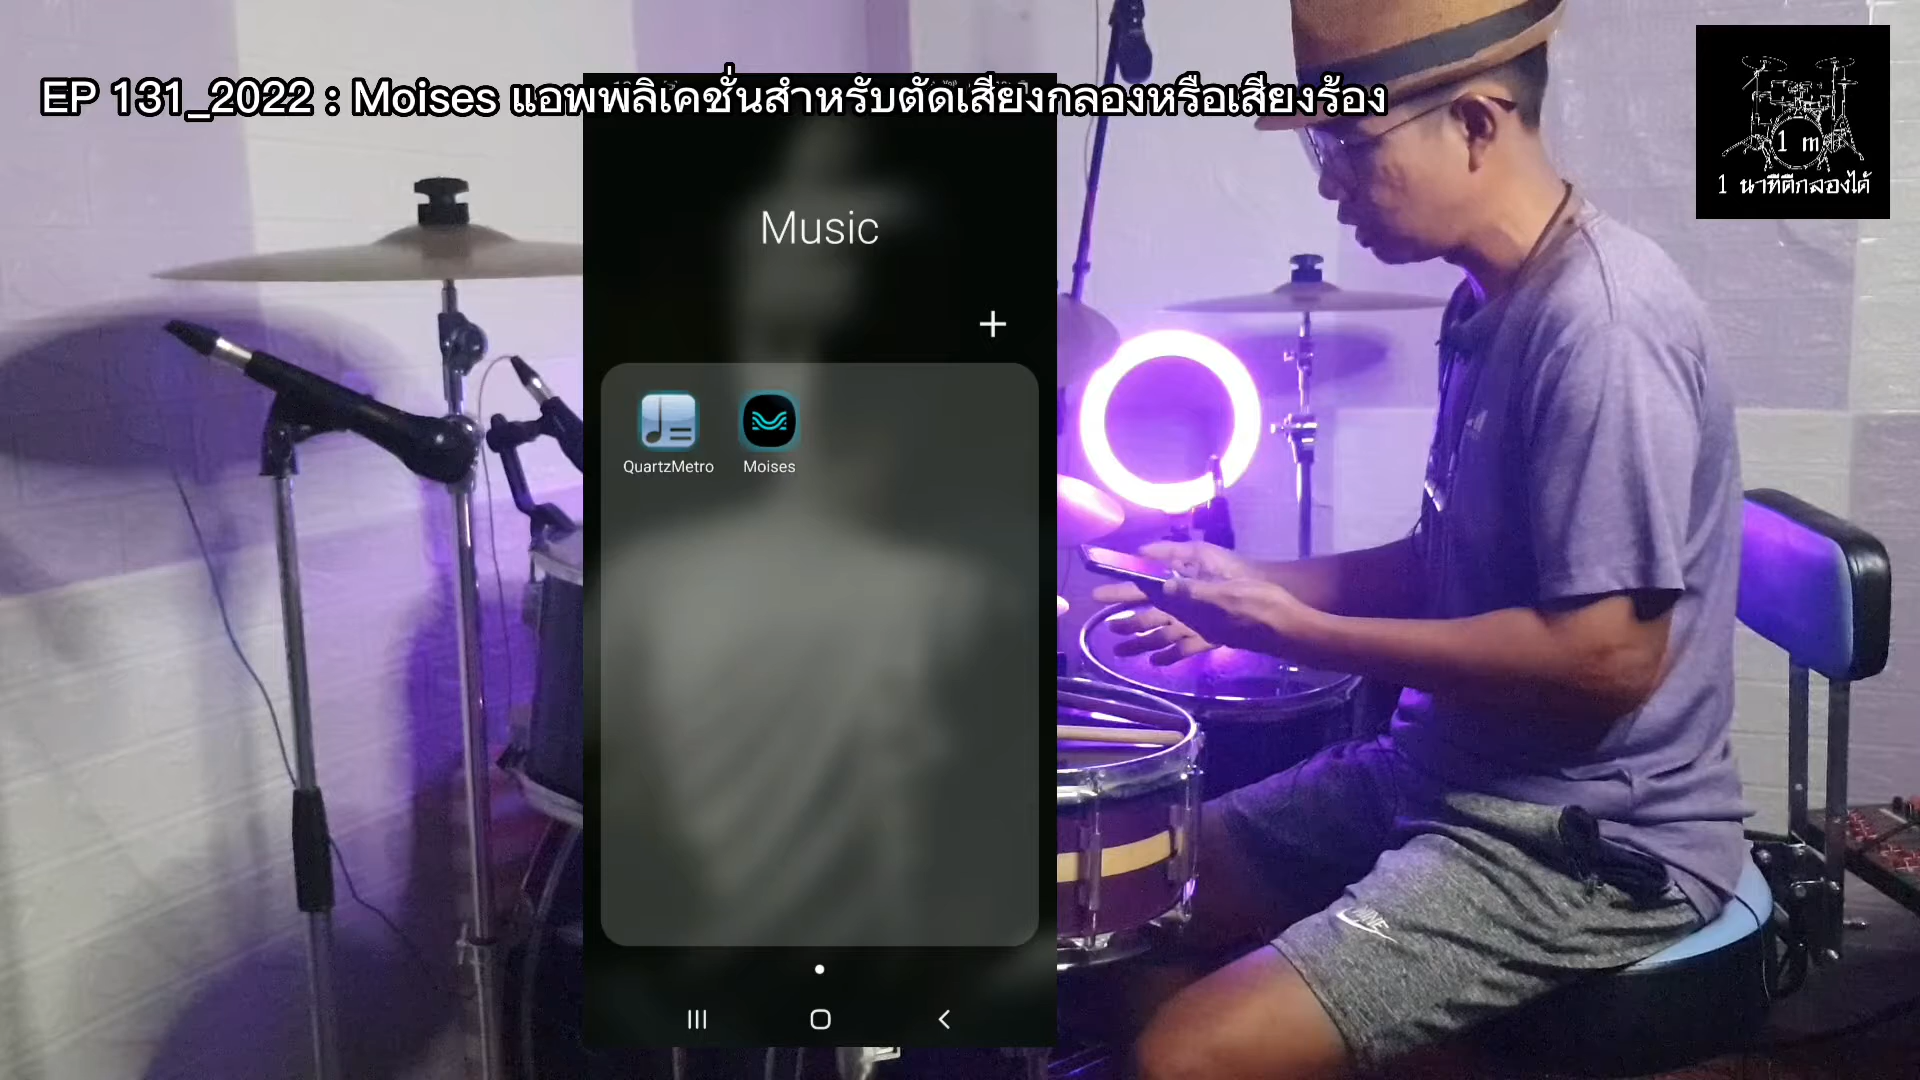 EP 131_2022 : Moises แอพพลิเคชั่นสำหรับตัดเสียงกลองหรือเสียงร้อง
1 m
1 นาทีตีกลองได้
Music
+
QuartzMetro
Moises
NIKE